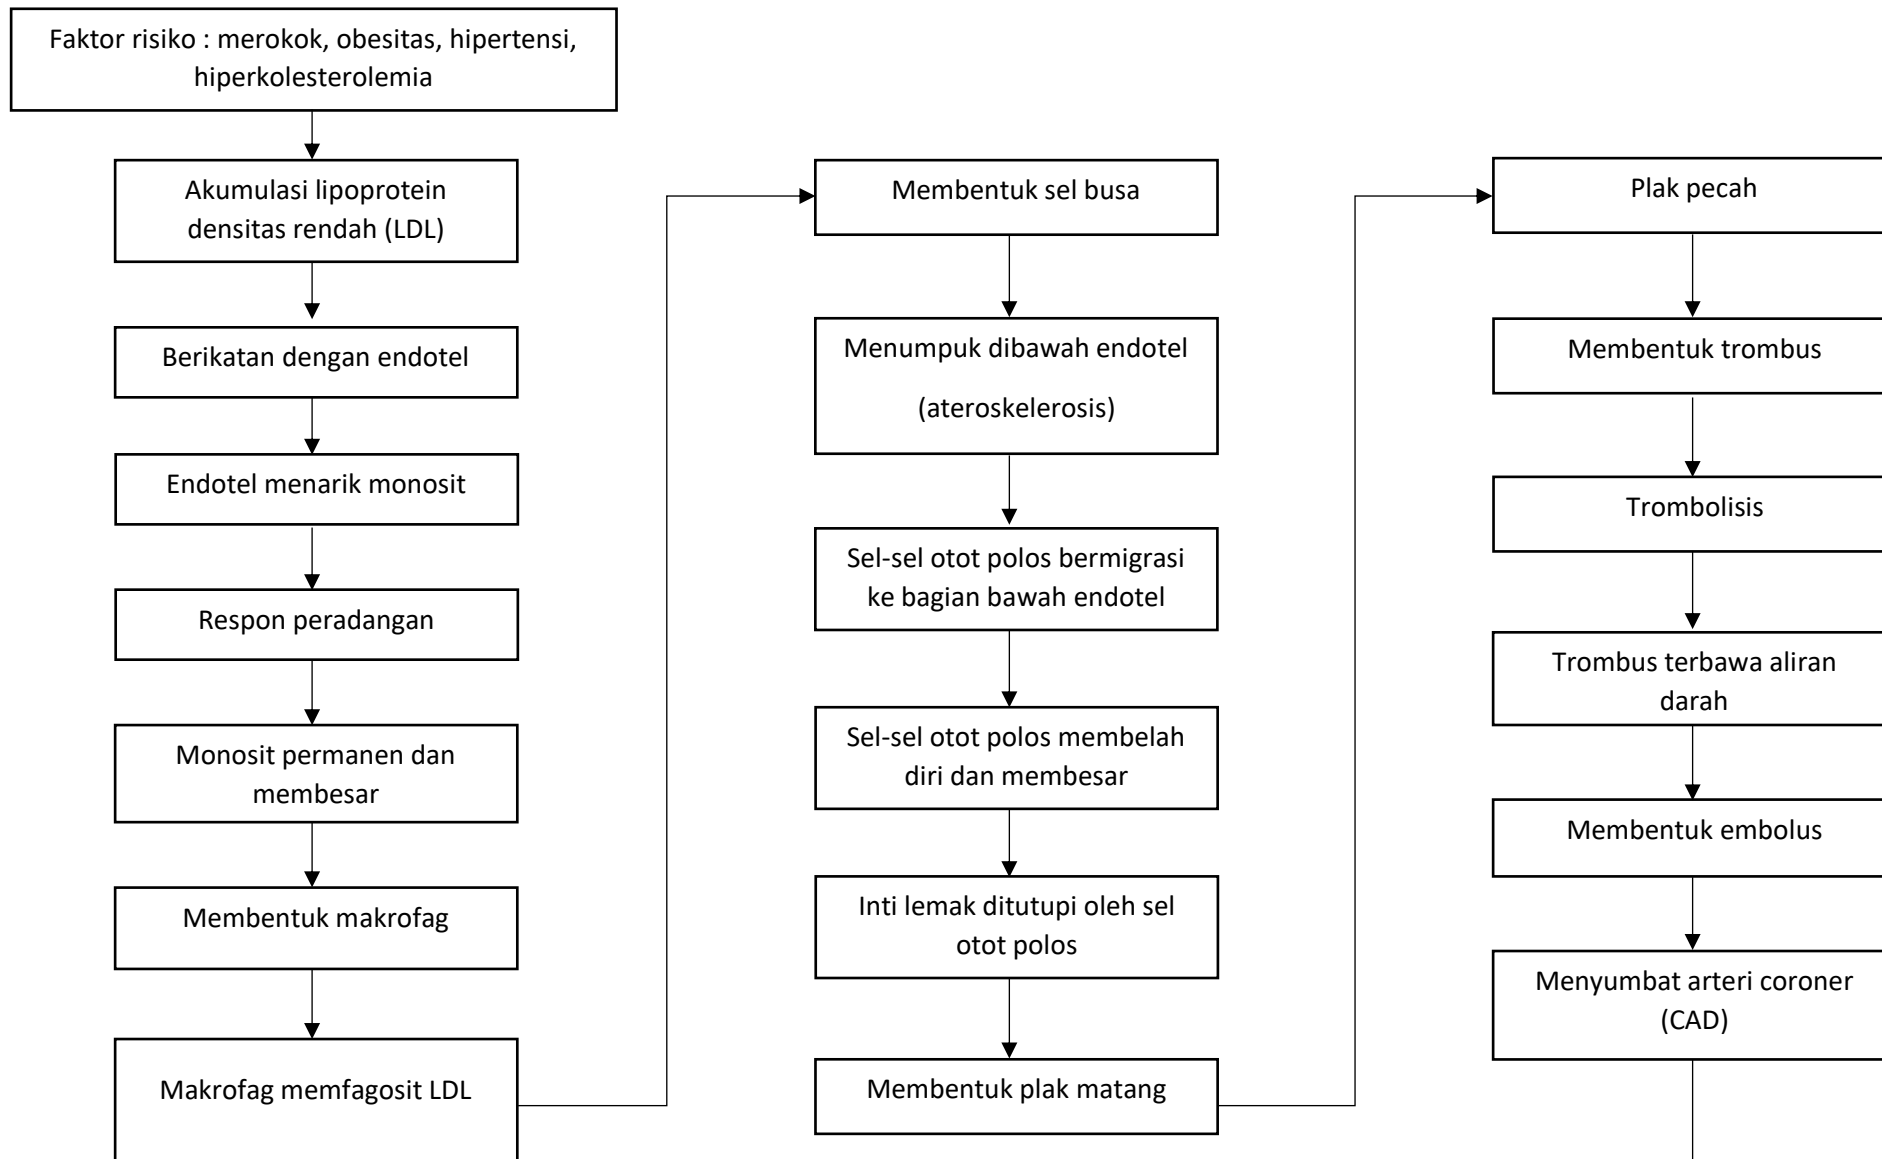 Faktor risiko : merokok, obesitas, hipertensi,
hiperkolesterolemia
Akumulasi lipoprotein
densitas rendah (LDL)
Berikatan dengan endotel
Endotel menarik monosit
Respon peradangan
Monosit permanen dan
membesar
Membentuk makrofag
Makrofag memfagosit LDL
Membentuk sel busa
Menumpuk dibawah endotel
(ateroskelerosis)
Sel-sel otot polos bermigrasi
ke bagian bawah endotel
Sel-sel otot polos membelah
diri dan membesar
Inti lemak ditutupi oleh sel
otot polos
Membentuk plak matang
Plak pecah
Membentuk trombus
Trombolisis
Trombus terbawa aliran
darah
Membentuk embolus
Menyumbat arteri coroner
(CAD)